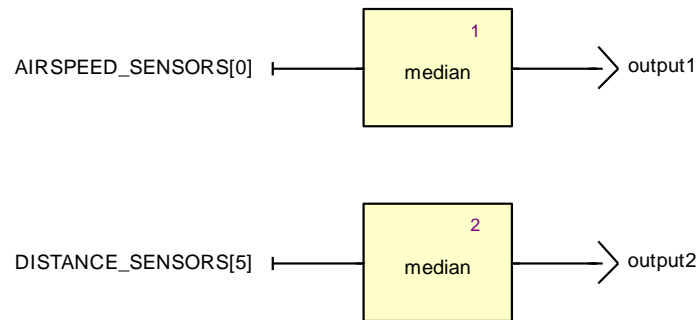 1
AIRSPEED_SENSORS[0] median output1
2
DISTANCE_SENSORS[5] median output2